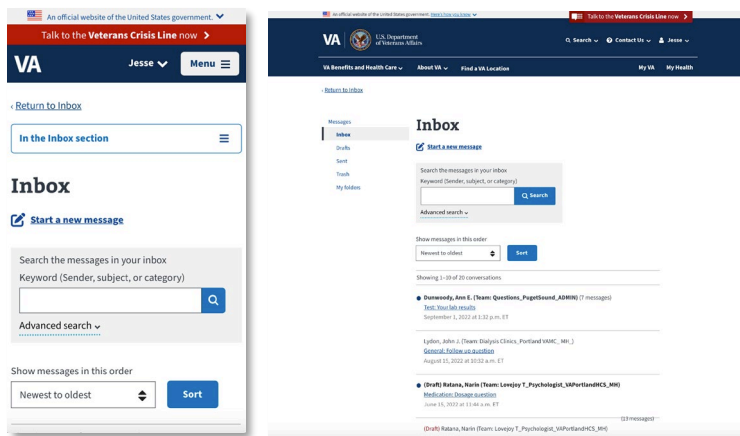 An official website of the United States government.
Talk to the Veterans Crisis Line now
VA
Jesse
Menu
‹ Return to Inbox
In the Inbox section
Inbox
Start a new message
Search the messages in your inbox
Keyword (Sender, subject, or category)
Advanced search
Show messages in this order
Newest to oldest
Sort
An official website of the United States government. Here's how you know
Talk to the Veterans Crisis Line now
VA
U.S. Department
of Veterans Affairs
Search
Contact Us
Jesse
VA Benefits and Health Care
About VA
Find a VA Location
My VA
My Health
‹ Return to Inbox
Messages
Inbox
Drafts
Sent
Trash
My folders
Inbox
Start a new message
Search the messages in your inbox
Keyword (Sender, subject, or category)
Search
Advanced search
Show messages in this order
Newest to oldest
Sort
Showing 1–10 of 20 conversations
Dunwoody, Ann E. (Team: Questions_PugetSound_ADMIN) (7 messages)
Test: Your lab results
September 1, 2022 at 1:32 p.m. ET
Lydon, John J. (Team: Dialysis Clinics, Portland VAMC_ MH_)
General: Follow up question
August 15, 2022 at 10:32 a.m. ET
(Draft) Ratana, Narin (Team: Lovejoy T_Psychologist_VAPortlandHCS_MH)
Medication: Dosage question
June 15, 2022 at 11:44 a.m. ET
(13 messages)
(Draft) Ratana, Narin (Team: Lovejoy T_Psychologist_VAPortlandHCS_MH)